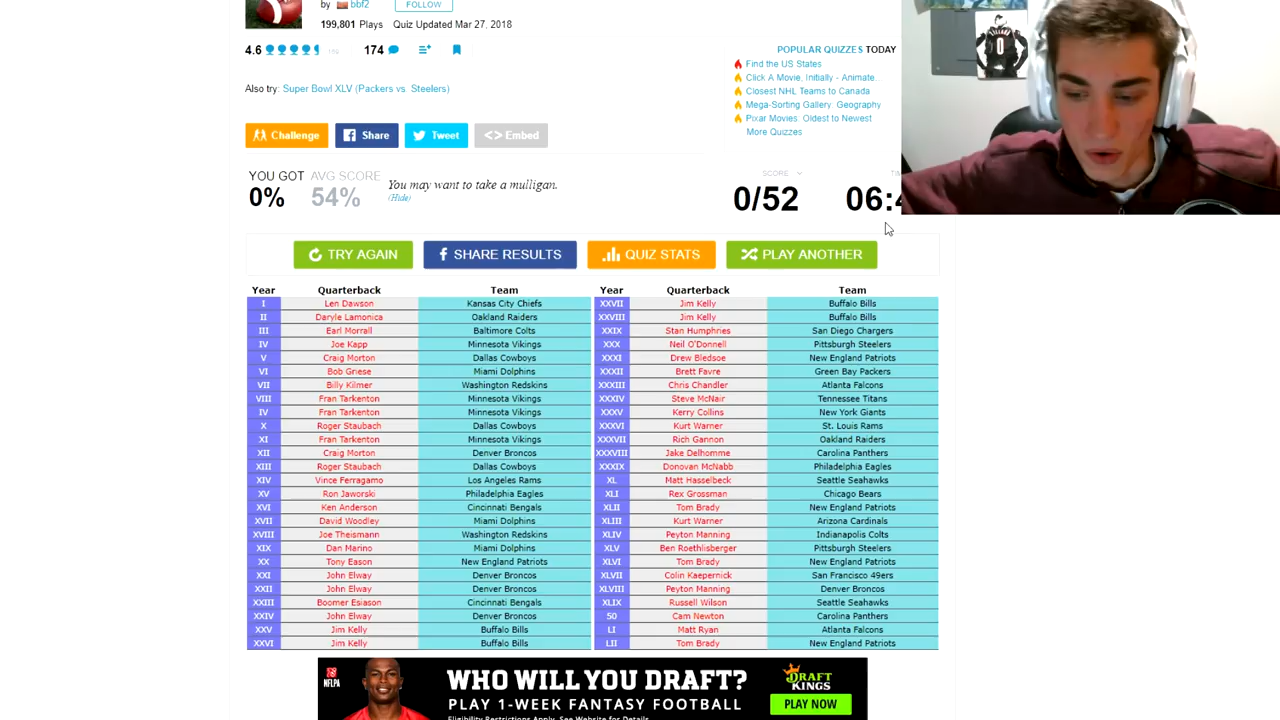 by bbf2 FOLLOW
199,801 Plays Quiz Updated Mar 27, 2018
4.6 174
POPULAR QUIZZES TODAY
Find the US States
Click A Movie, Initially - Animate...
Closest NHL Teams to Canada
Mega-Sorting Gallery: Geography
Pixar Movies: Oldest to Newest
More Quizzes
Also try: Super Bowl XLV (Packers vs. Steelers)
Challenge Share Tweet <> Embed
YOU GOT AVG SCORE
0% 54%
You may want to take a mulligan.
(Hide)
SCORE
0/52 06:4
TRY AGAIN SHARE RESULTS QUIZ STATS PLAY ANOTHER
Year Quarterback Team Year Quarterback Team
I Len Dawson Kansas City Chiefs XXVII Jim Kelly Buffalo Bills
II Daryle Lamonica Oakland Raiders XXVIII Jim Kelly Buffalo Bills
III Earl Morrall Baltimore Colts XXIX Stan Humphries San Diego Chargers
IV Joe Kapp Minnesota Vikings XXX Neil O'Donnell Pittsburgh Steelers
V Craig Morton Dallas Cowboys XXXI Drew Bledsoe New England Patriots
VI Bob Griese Miami Dolphins XXXII Brett Favre Green Bay Packers
VII Billy Kilmer Washington Redskins XXXIII Chris Chandler Atlanta Falcons
VIII Fran Tarkenton Minnesota Vikings XXXIV Steve McNair Tennessee Titans
IV Fran Tarkenton Minnesota Vikings XXXV Kerry Collins New York Giants
X Roger Staubach Dallas Cowboys XXXVI Kurt Warner St. Louis Rams
XI Fran Tarkenton Minnesota Vikings XXXVII Rich Gannon Oakland Raiders
XII Craig Morton Denver Broncos XXXVIII Jake Delhomme Carolina Panthers
XIII Roger Staubach Dallas Cowboys XXXIX Donovan McNabb Philadelphia Eagles
XIV Vince Ferragamo Los Angeles Rams XL Matt Hasselbeck Seattle Seahawks
XV Ron Jaworski Philadelphia Eagles XLI Rex Grossman Chicago Bears
XVI Ken Anderson Cincinnati Bengals XLII Tom Brady New England Patriots
XVII David Woodley Miami Dolphins XLIII Kurt Warner Arizona Cardinals
XVIII Joe Theismann Washington Redskins XLIV Peyton Manning Indianapolis Colts
XIX Dan Marino Miami Dolphins XLV Ben Roethlisberger Pittsburgh Steelers
XX Tony Eason New England Patriots XLVI Tom Brady New England Patriots
XXI John Elway Denver Broncos XLVII Colin Kaepernick San Francisco 49ers
XXII John Elway Denver Broncos XLVIII Peyton Manning Denver Broncos
XXIII Boomer Esiason Cincinnati Bengals XLIX Russell Wilson Seattle Seahawks
XXIV John Elway Denver Broncos 50 Cam Newton Carolina Panthers
XXV Jim Kelly Buffalo Bills LI Matt Ryan Atlanta Falcons
XXVI Jim Kelly Buffalo Bills LII Tom Brady New England Patriots
NFLPA
WHO WILL YOU DRAFT?
PLAY 1-WEEK FANTASY FOOTBALL
Eligibility Restrictions Apply. See Website for Details.
DRAFT KINGS
PLAY NOW